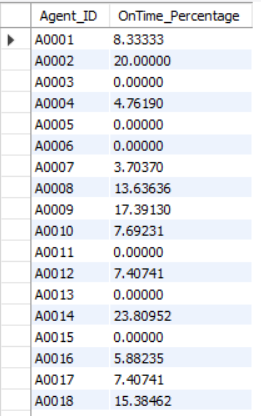 Agent_ID OnTime_Percentage
A0001 8.33333
A0002 20.00000
A0003 0.00000
A0004 4.76190
A0005 0.00000
A0006 0.00000
A0007 3.70370
A0008 13.63636
A0009 17.39130
A0010 7.69231
A0011 0.00000
A0012 7.40741
A0013 0.00000
A0014 23.80952
A0015 0.00000
A0016 5.88235
A0017 7.40741
A0018 15.38462